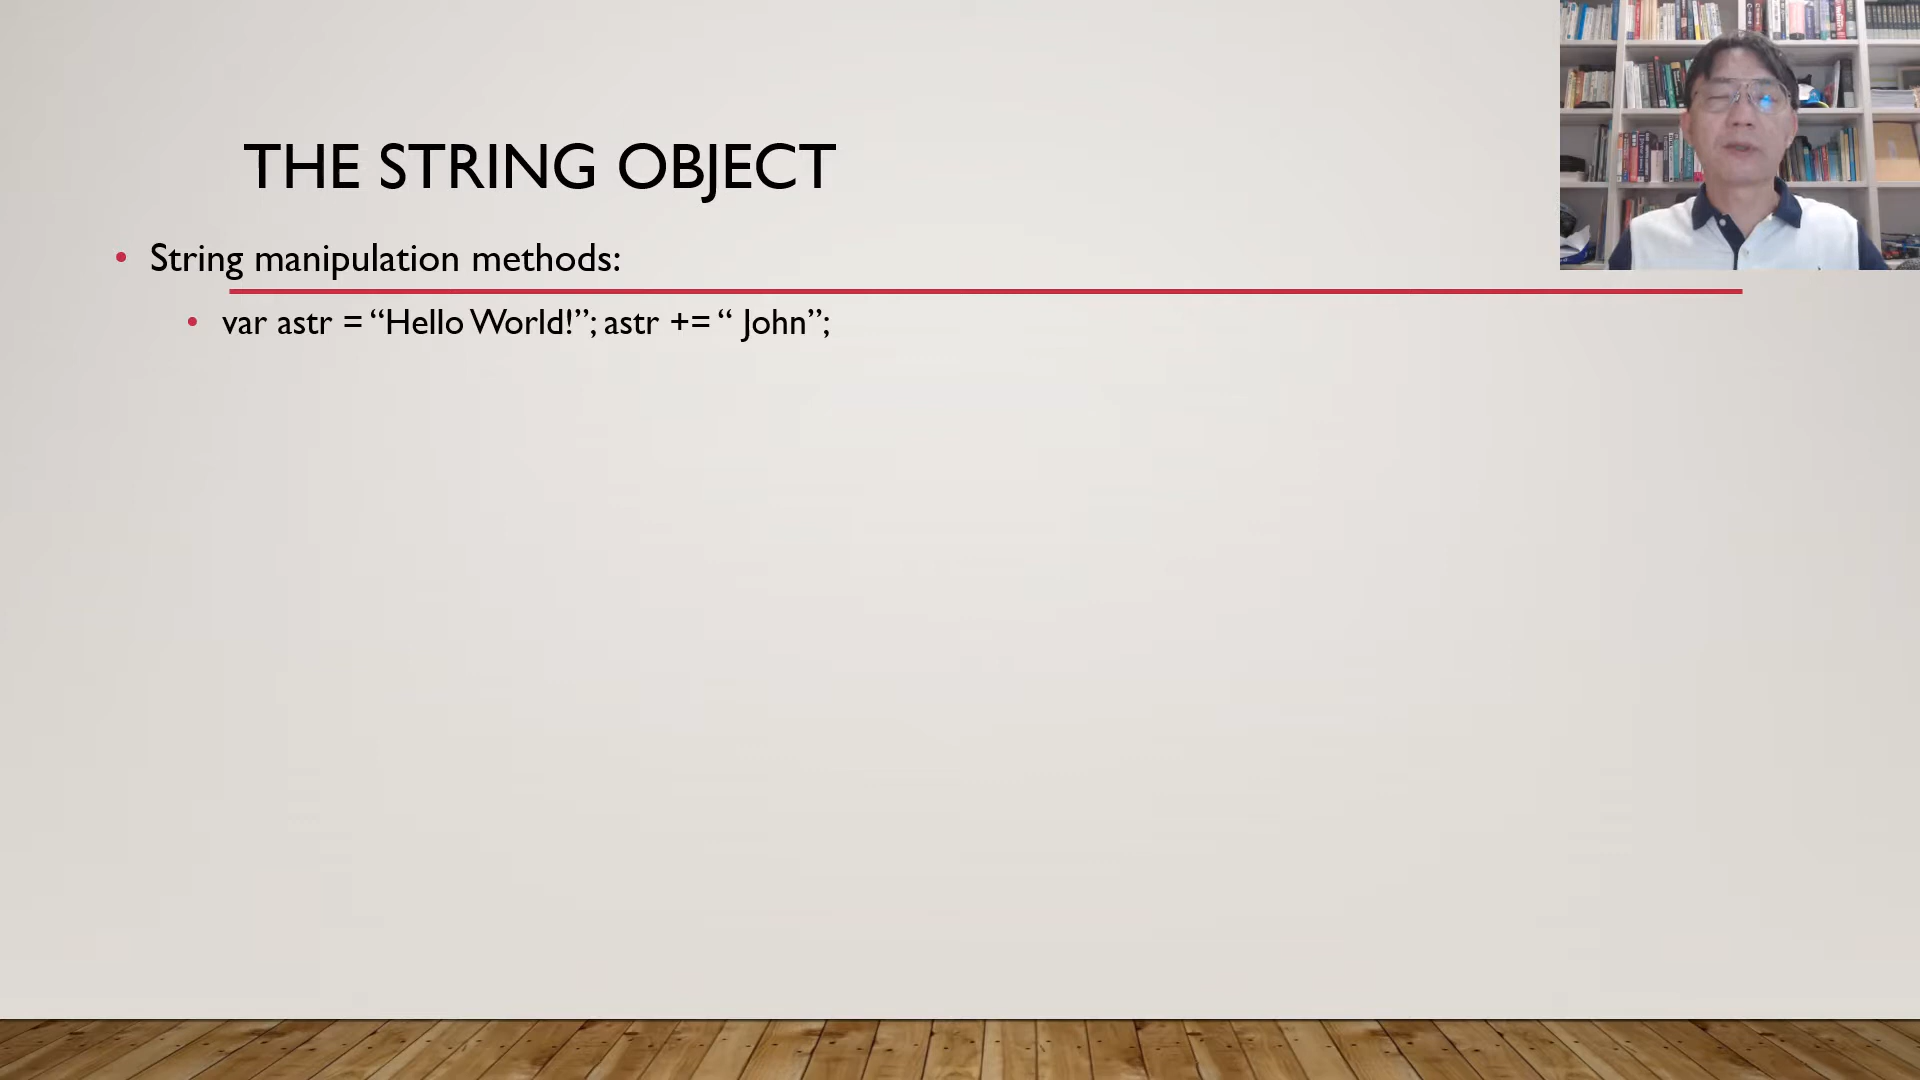 THE STRING OBJECT
• String manipulation methods:
• var astr = “Hello World!”; astr += “ John”;